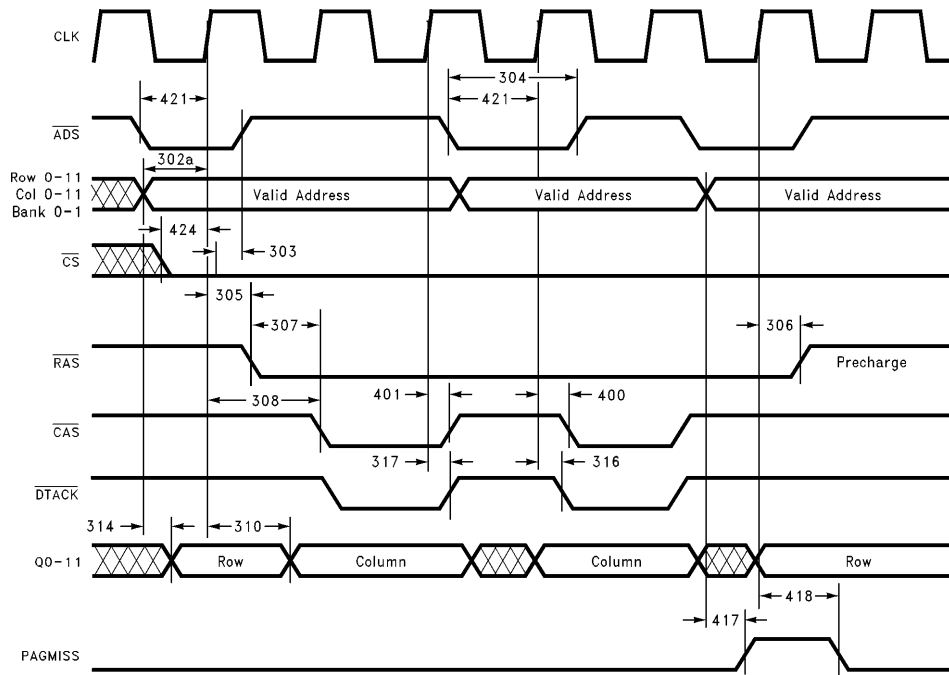 CLK
304
421
421
ADS
302a
Row 0-11
Col 0-11
Bank 0-1
Valid Address
Valid Address
Valid Address
424
303
CS
305
307
306
RAS
Precharge
308
401
400
CAS
317
316
DTACK
314
310
Q0-11
Row
Column
Column
Row
418
417
PAGMISS